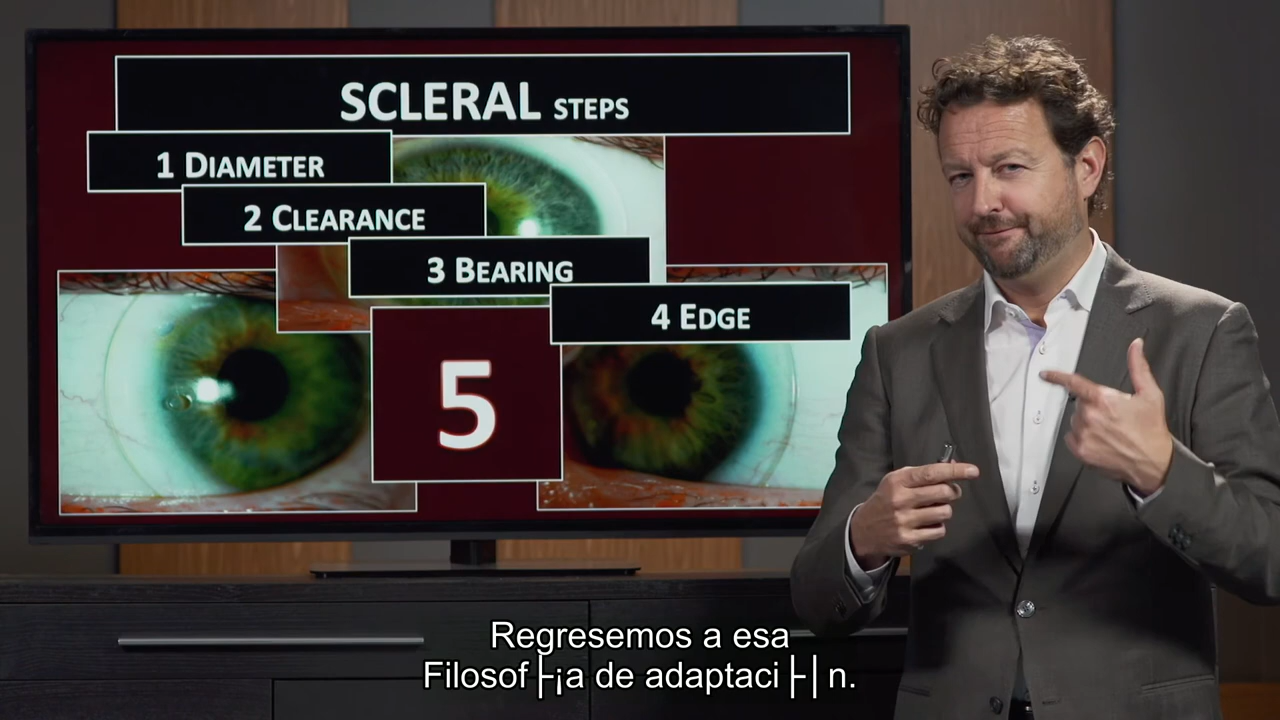 SCLERAL STEPS
1 DIAMETER
2 CLEARANCE
3 BEARING
4 EDGE
5
Regresemos a esa
Filosof├¡a de adaptaci├│n.